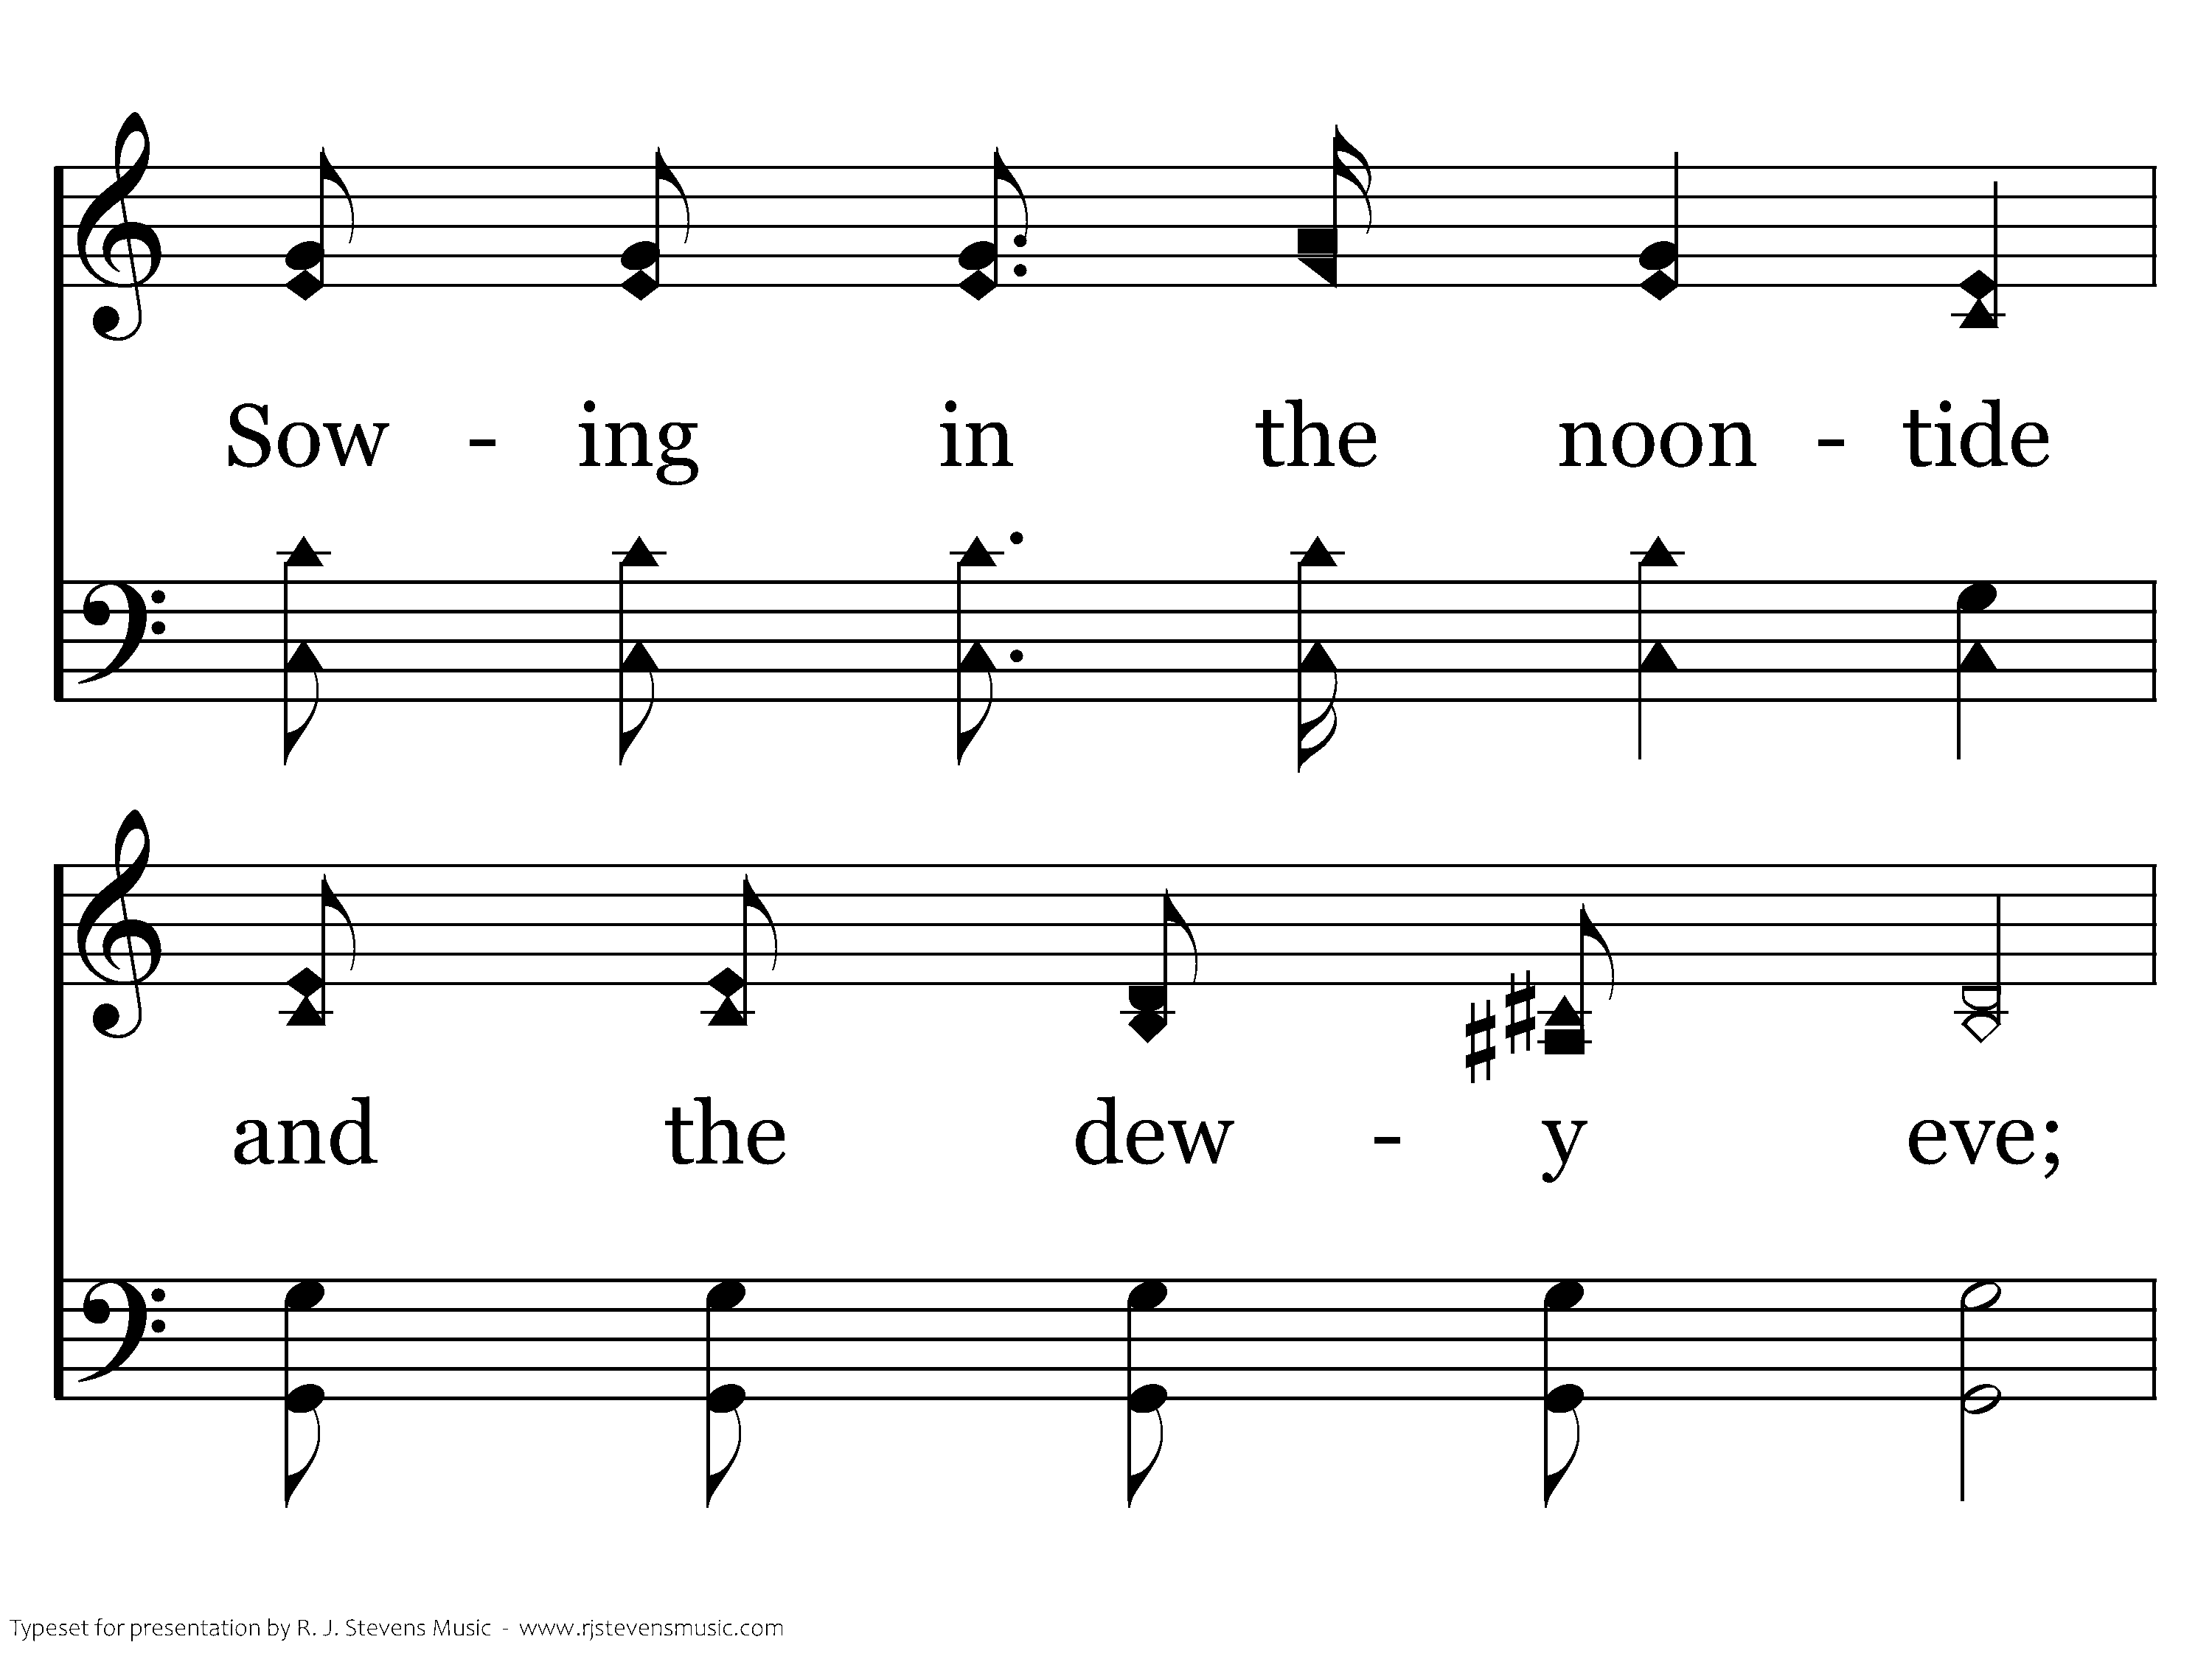 Sow - ing in the noon - tide
and the dew - y eve;
Typeset for presentation by R. J. Stevens Music - www.rjstevensmusic.com